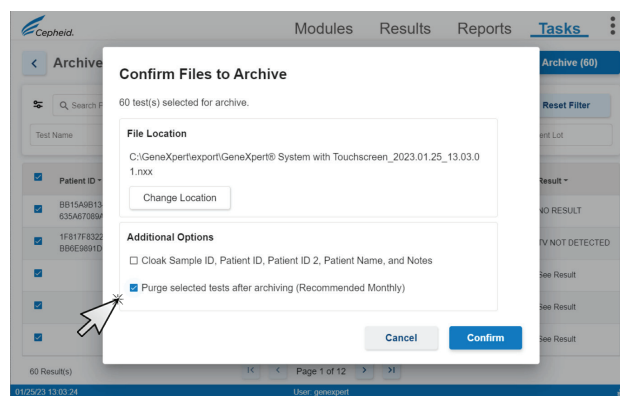 Cepheid.
Modules Results Reports Tasks
Archive
Archive (60)
Confirm Files to Archive
60 test(s) selected for archive.
Search
Reset Filter
Test Name
File Location
C:\GeneXpert\export\GeneXpert® System with Touchscreen_2023.01.25_13.03.0
1.nxx
Change Location
Patient ID
Result
BB15A9B13
635A67089A
NO RESULT
1F817F8322
BB6E9891D
TV NOT DETECTED
Additional Options
Cloak Sample ID, Patient ID, Patient ID 2, Patient Name, and Notes
See Result
Purge selected tests after archiving (Recommended Monthly)
See Result
Cancel Confirm
See Result
60 Result(s)
Page 1 of 12
01/25/23 13:03:24
User: genexpert